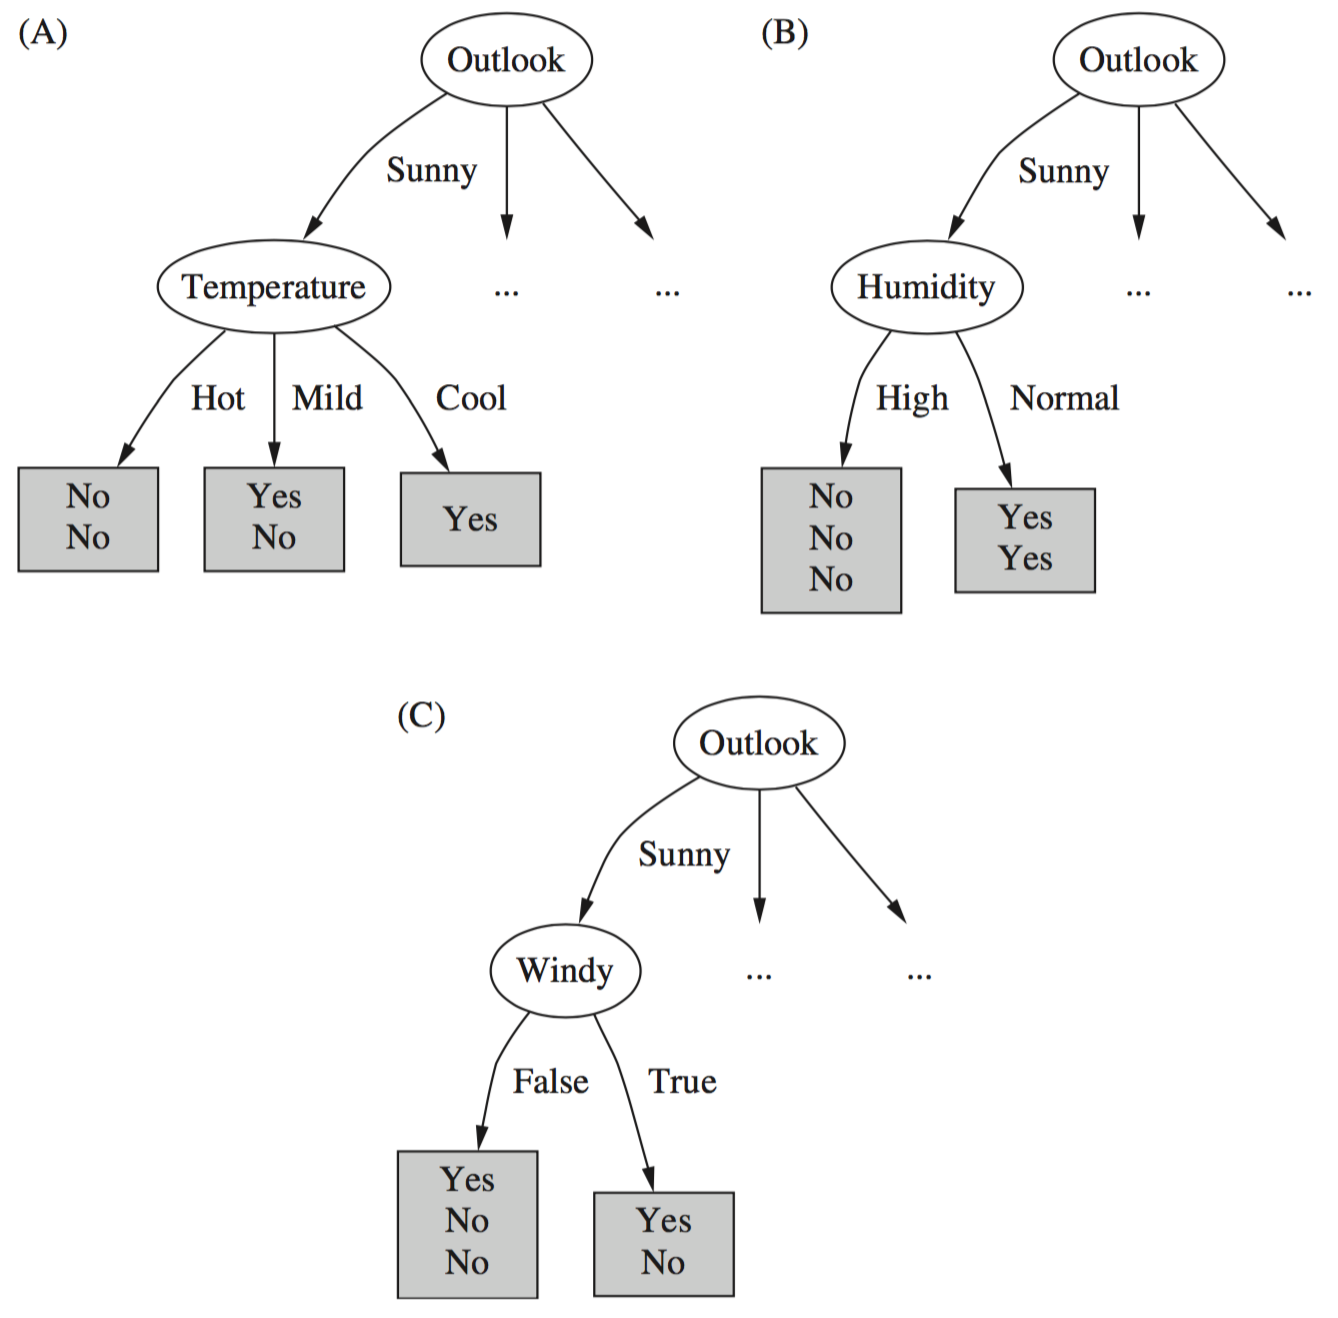 (A)
Outlook
Sunny
Temperature
...
...
Hot
Mild
Cool
No
No
Yes
No
Yes
(B)
Outlook
Sunny
Humidity
...
...
High
Normal
No
No
No
Yes
Yes
(C)
Outlook
Sunny
Windy
...
...
False
True
Yes
No
No
Yes
No